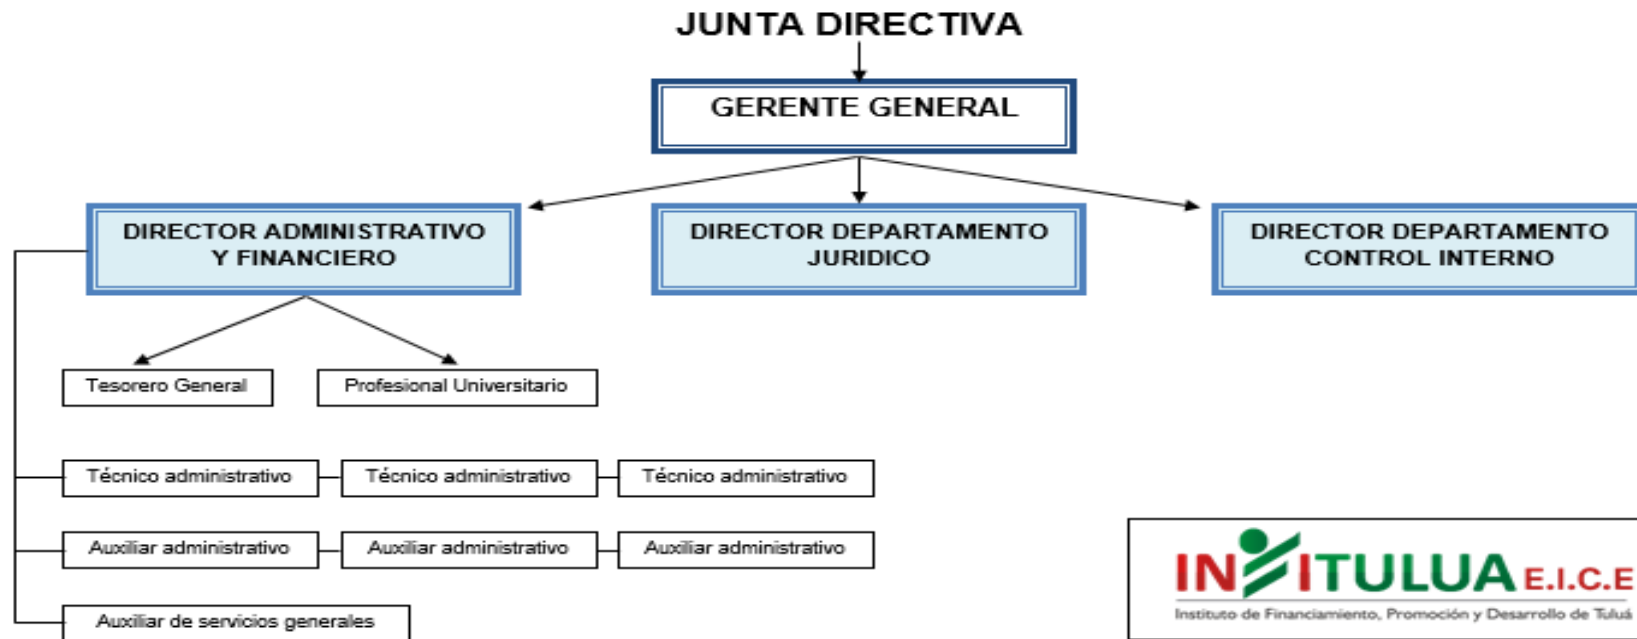 JUNTA DIRECTIVA
GERENTE GENERAL
DIRECTOR ADMINISTRATIVO
Y FINANCIERO
DIRECTOR DEPARTAMENTO
JURIDICO
DIRECTOR DEPARTAMENTO
CONTROL INTERNO
Tesorero General
Profesional Universitario
Técnico administrativo
Técnico administrativo
Técnico administrativo
Auxiliar administrativo
Auxiliar administrativo
Auxiliar administrativo
Auxiliar de servicios generales
INFITULUA E.I.C.E
Instituto de Financiamiento, Promoción y Desarrollo de Tuluá